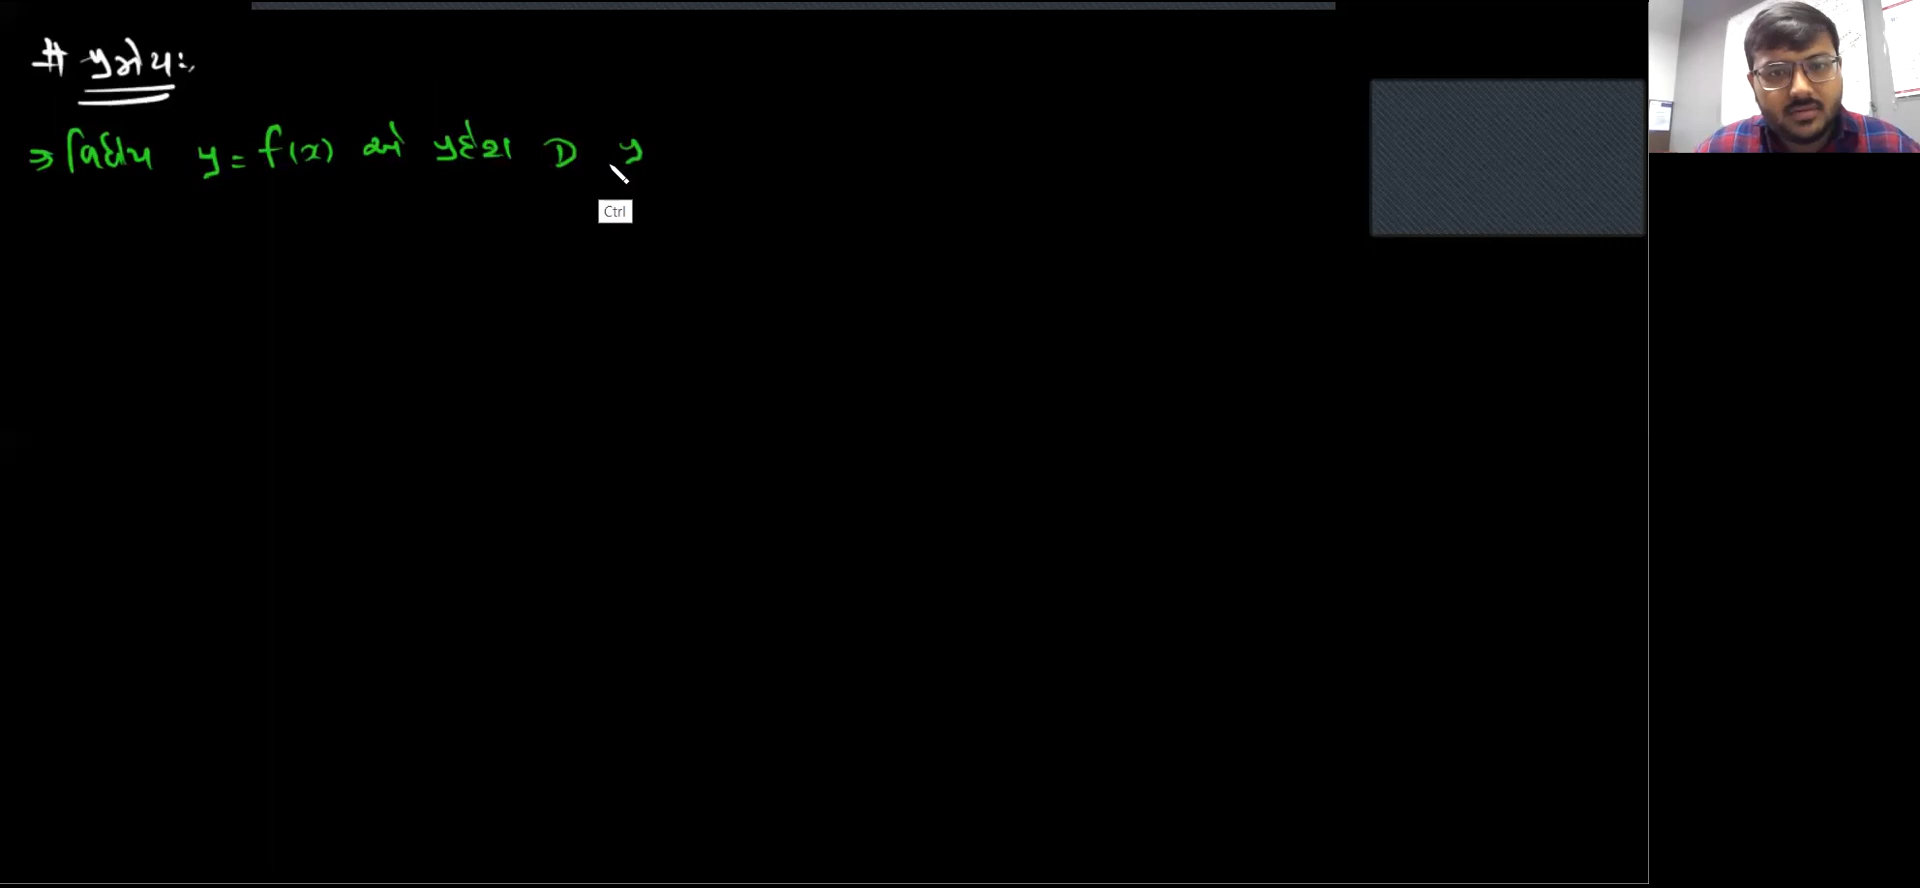 # પ્રમેય:
⇒ વિધેય y = f(x) એ પ્રદેશ D પ્ર
Ctrl